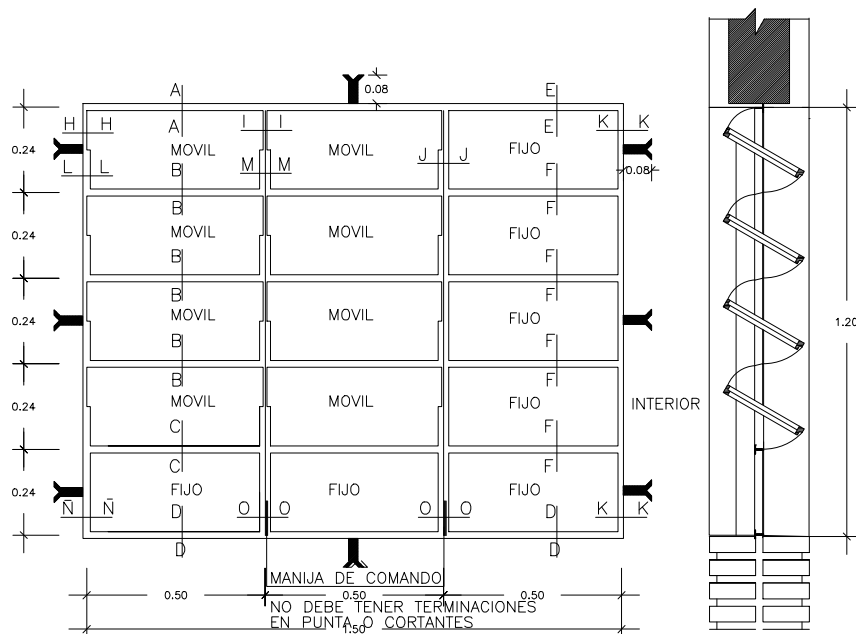 A
E
0.08
H H
I I
K K
A
E
0.24
MOVIL
MOVIL
J J
FIJO
L L
B
M M
F
0.08
B
F
0.24
MOVIL
MOVIL
FIJO
B
F
B
F
0.24
MOVIL
MOVIL
FIJO
1.20
B
F
B
F
0.24
MOVIL
MOVIL
FIJO
INTERIOR
C
F
C
F
0.24
FIJO
FIJO
FIJO
Ñ Ñ
D
O O
O O
D
K K
D
D
MANIJA DE COMANDO
0.50
0.50
0.50
NO DEBE TENER TERMINACIONES
EN PUNTA O CORTANTES
1.50